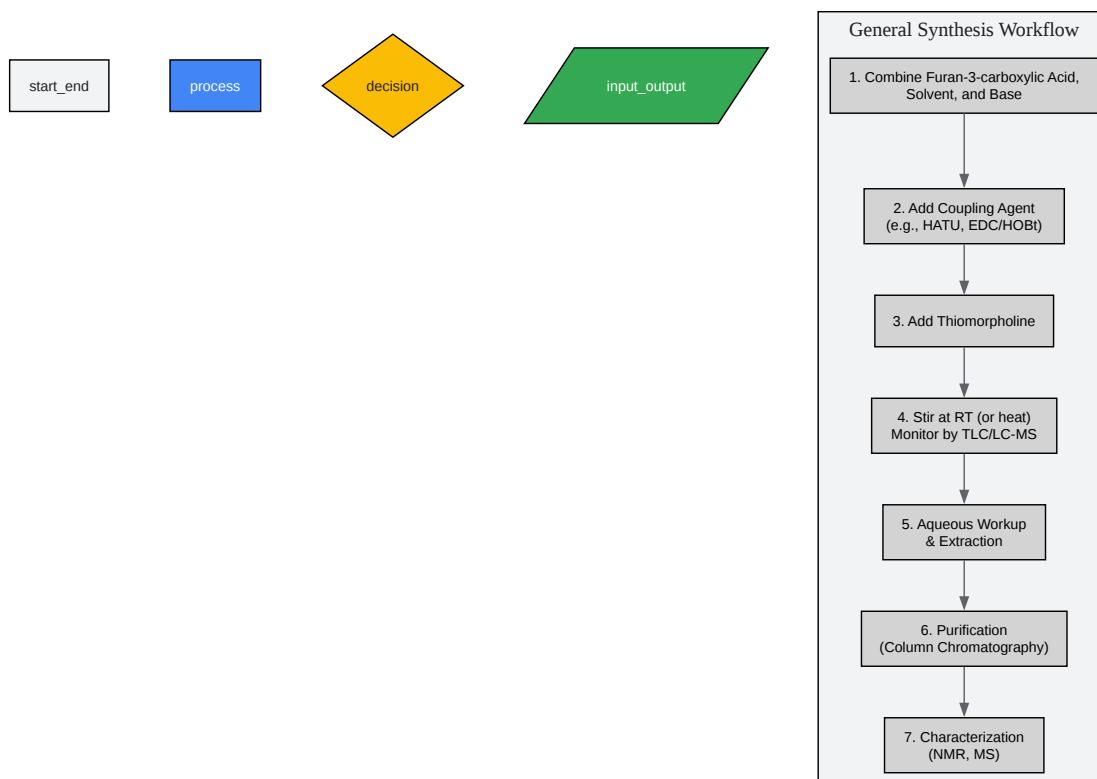 start_end
process
decision
input_output
General Synthesis Workflow
1. Combine Furan-3-carboxylic Acid,
Solvent, and Base
2. Add Coupling Agent
(e.g., HATU, EDC/HOBt)
3. Add Thiomorpholine
4. Stir at RT (or heat)
Monitor by TLC/LC-MS
5. Aqueous Workup
& Extraction
6. Purification
(Column Chromatography)
7. Characterization
(NMR, MS)